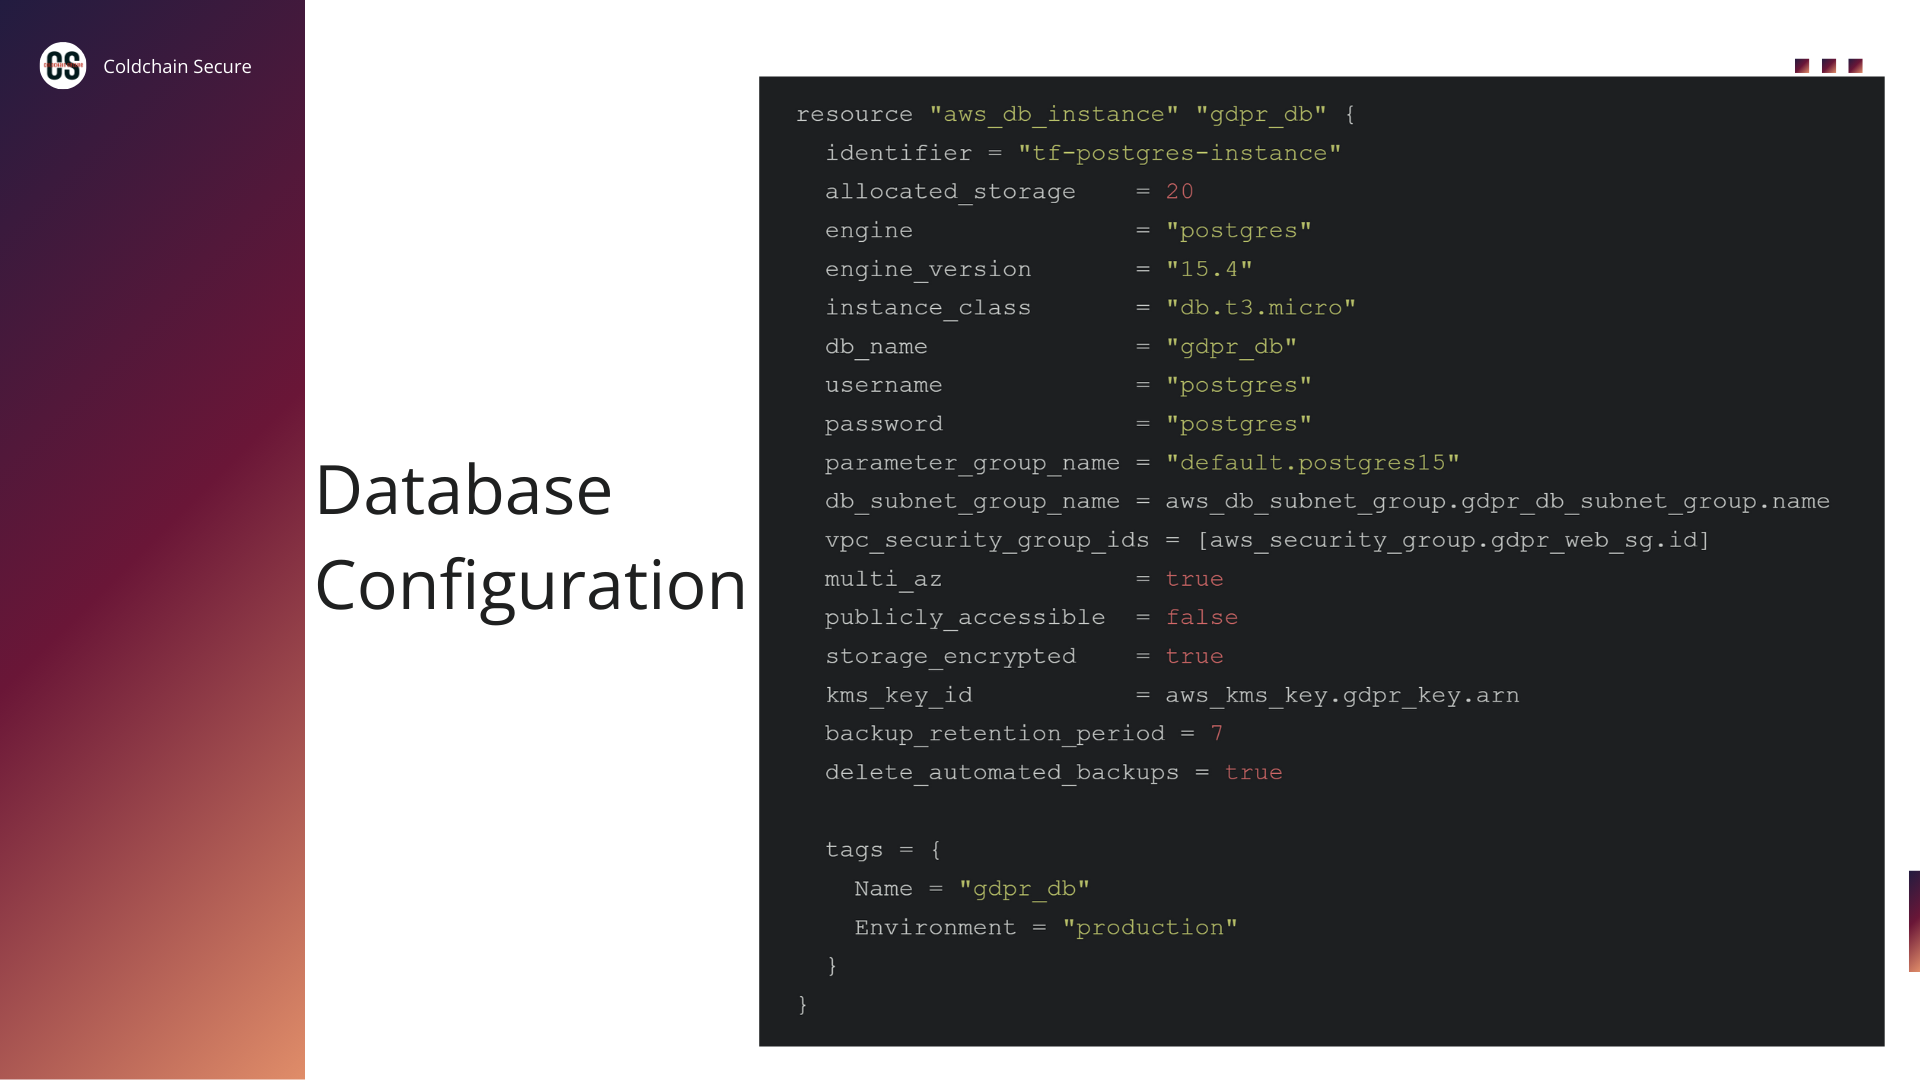 CS
Coldchain Secure
Database
Configuration
resource "aws_db_instance" "gdpr_db" {
  identifier = "tf-postgres-instance"
  allocated_storage    = 20
  engine               = "postgres"
  engine_version       = "15.4"
  instance_class       = "db.t3.micro"
  db_name              = "gdpr_db"
  username             = "postgres"
  password             = "postgres"
  parameter_group_name = "default.postgres15"
  db_subnet_group_name = aws_db_subnet_group.gdpr_db_subnet_group.name
  vpc_security_group_ids = [aws_security_group.gdpr_web_sg.id]
  multi_az             = true
  publicly_accessible  = false
  storage_encrypted    = true
  kms_key_id           = aws_kms_key.gdpr_key.arn
  backup_retention_period = 7
  delete_automated_backups = true
  tags = {
    Name = "gdpr_db"
    Environment = "production"
  }
}